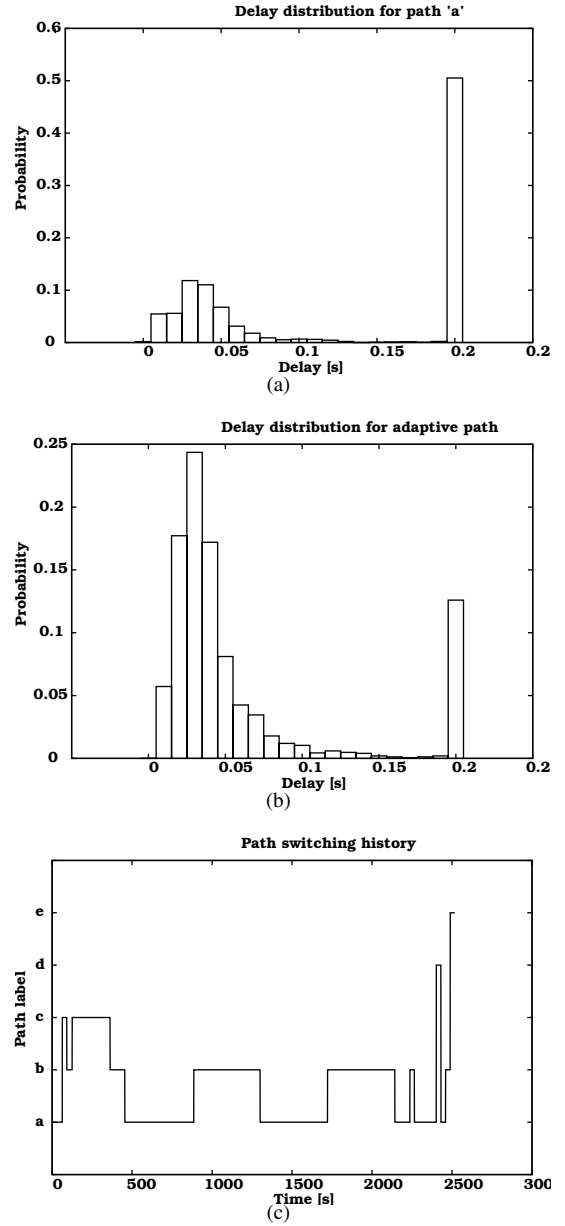 Delay distribution for path 'a'
0.6
0.5
0.4
0.3
0.2
0.1
0
Probability
0 0.05 0.1 0.15 0.2 0.2
Delay [s]
(a)
Delay distribution for adaptive path
0.25
0.2
0.15
0.1
0.05
0
Probability
0 0.05 0.1 0.15 0.2 0.2
Delay [s]
(b)
Path switching history
e
d
c
b
a
Path label
0 500 1000 1500 2000 2500 300
Time [s]
(c)